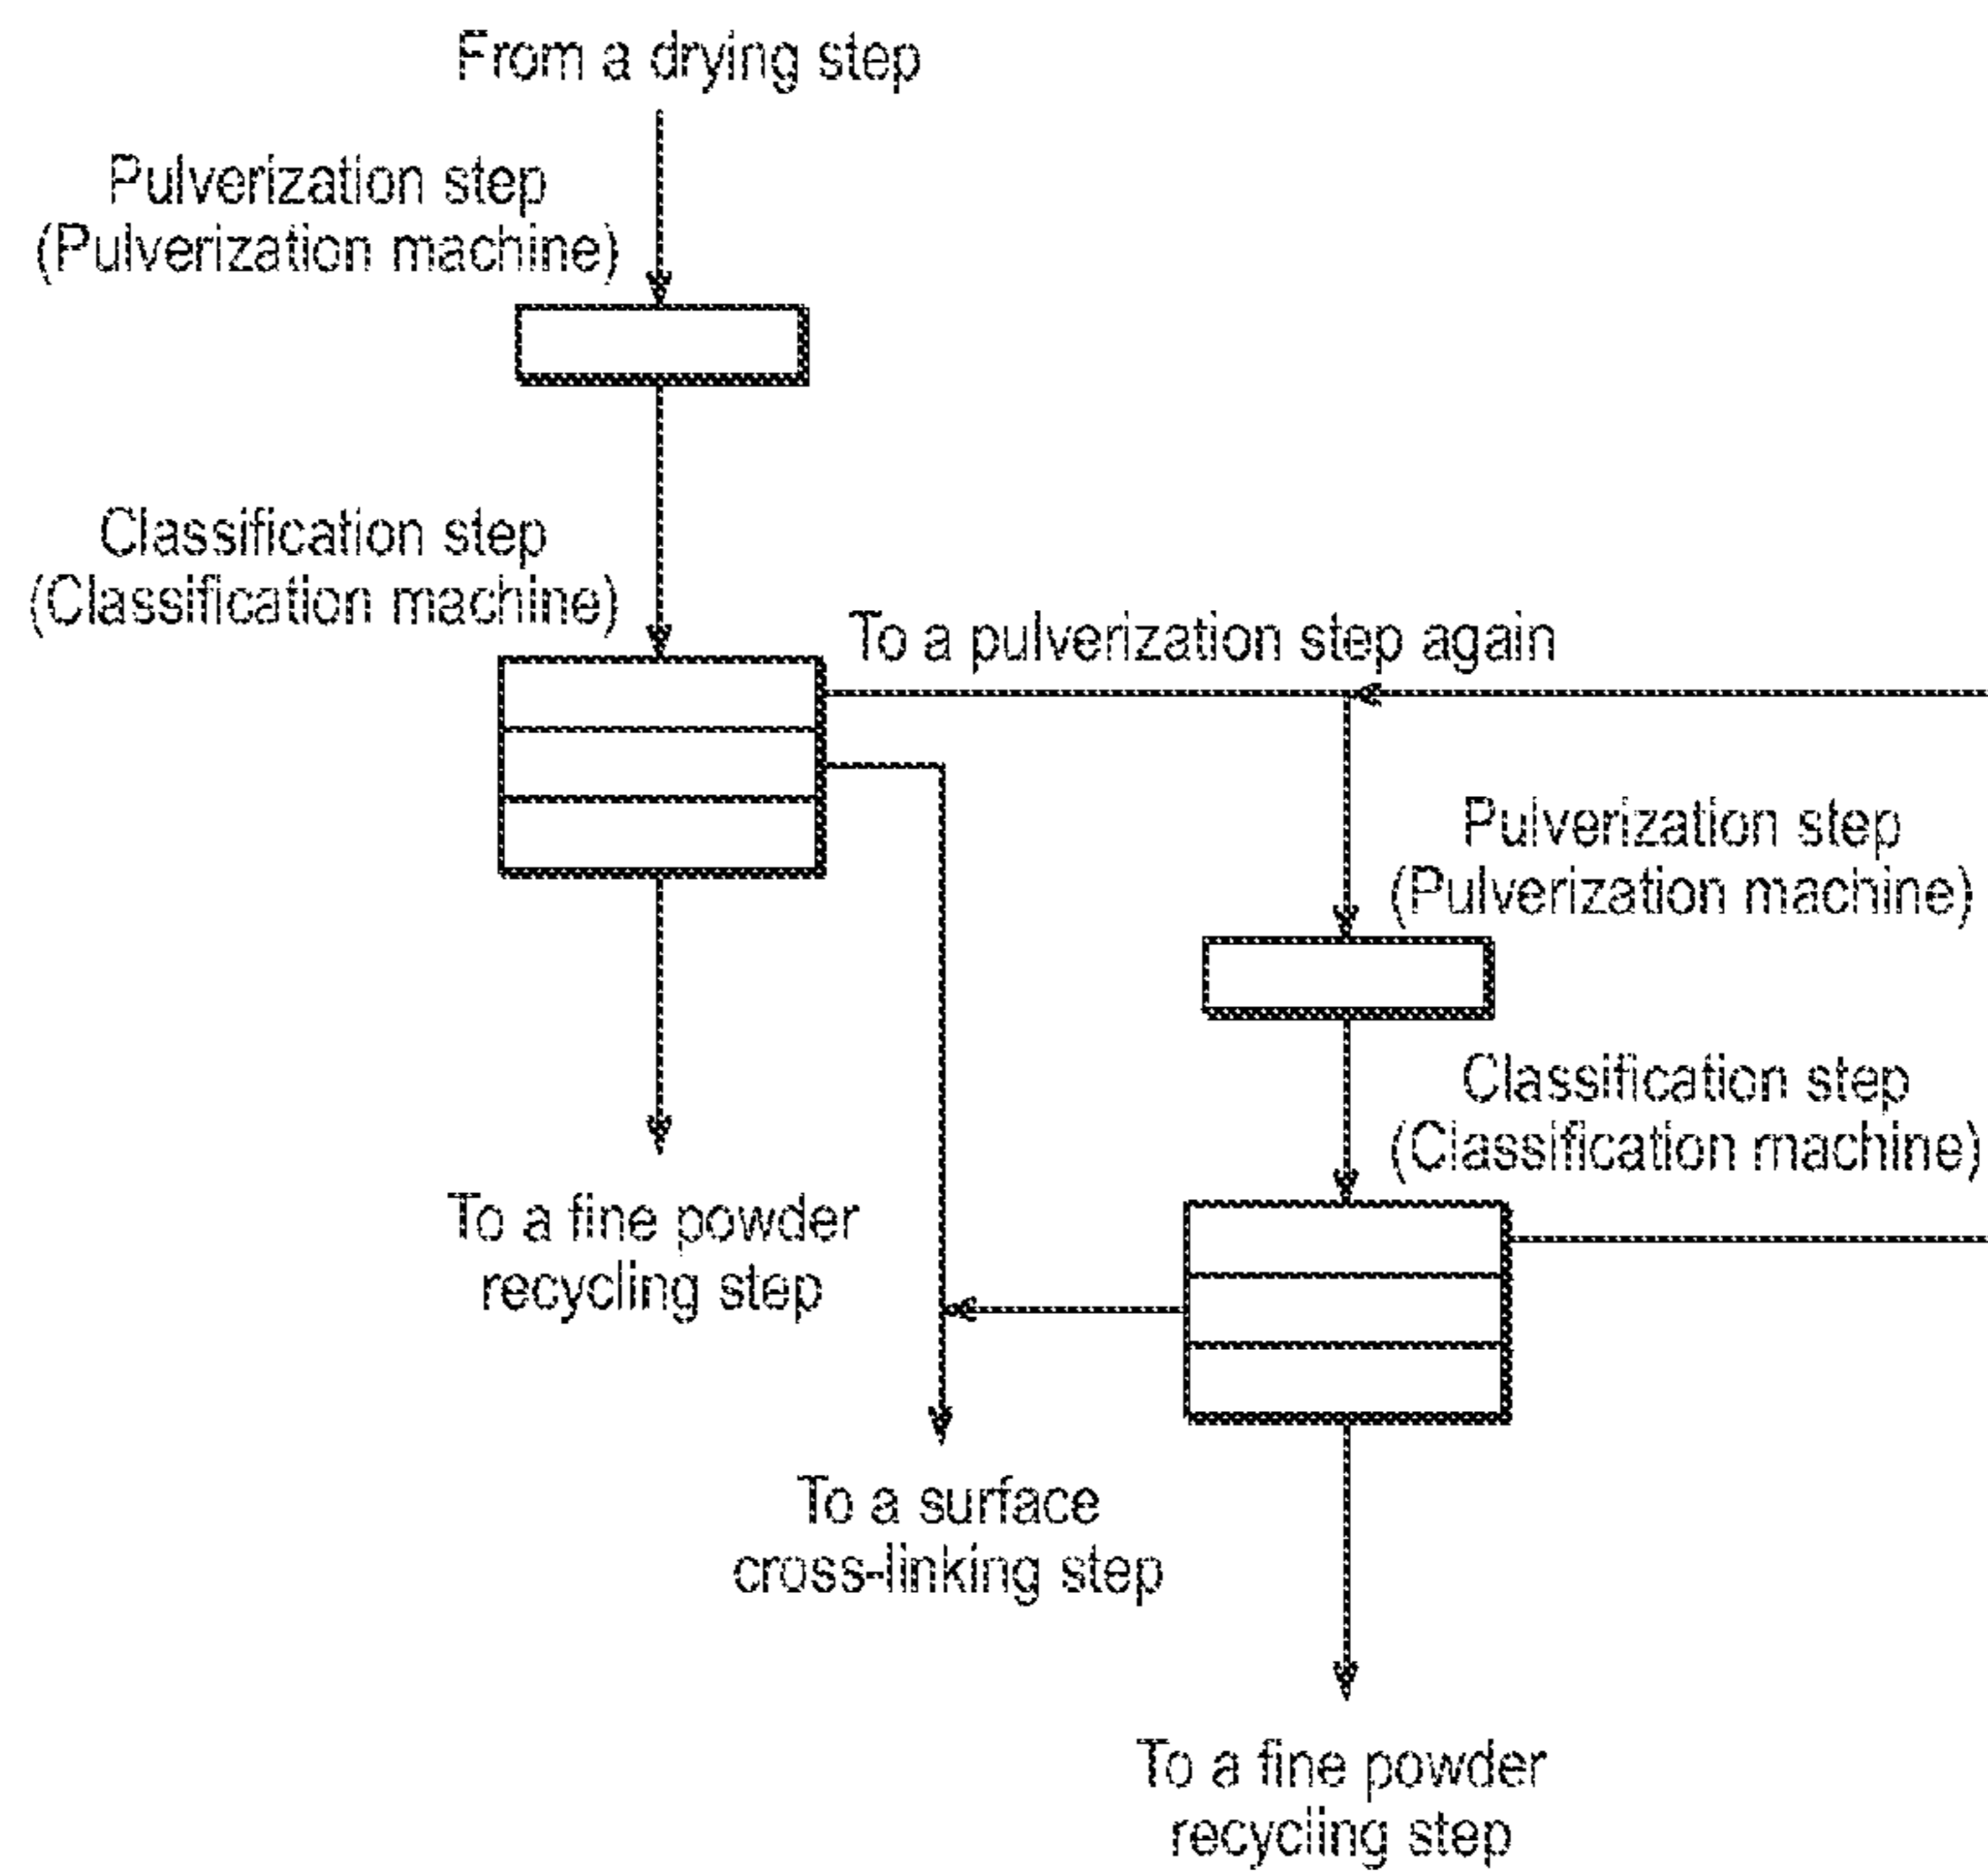 From a drying step
Pulverization step
(Pulverization machine)
Classification step
(Classification machine)
To a pulverization step again
Pulverization step
(Pulverization machine)
Classification step
(Classification machine)
To a fine powder
recycling step
To a surface
cross-linking step
To a fine powder
recycling step